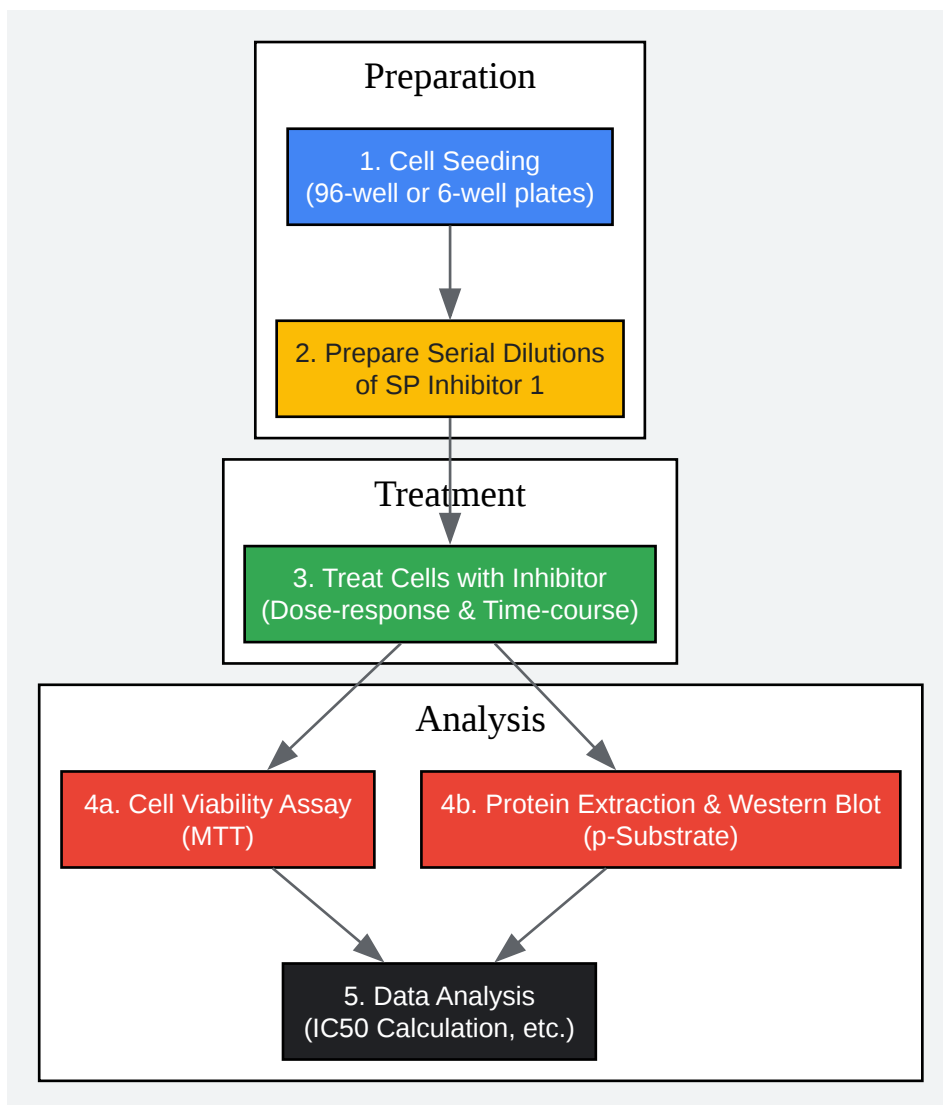 Preparation
1. Cell Seeding
(96-well or 6-well plates)
2. Prepare Serial Dilutions
of SP Inhibitor 1
Treatment
3. Treat Cells with Inhibitor
(Dose-response & Time-course)
Analysis
4a. Cell Viability Assay
(MTT)
4b. Protein Extraction & Western Blot
(p-Substrate)
5. Data Analysis
(IC50 Calculation, etc.)